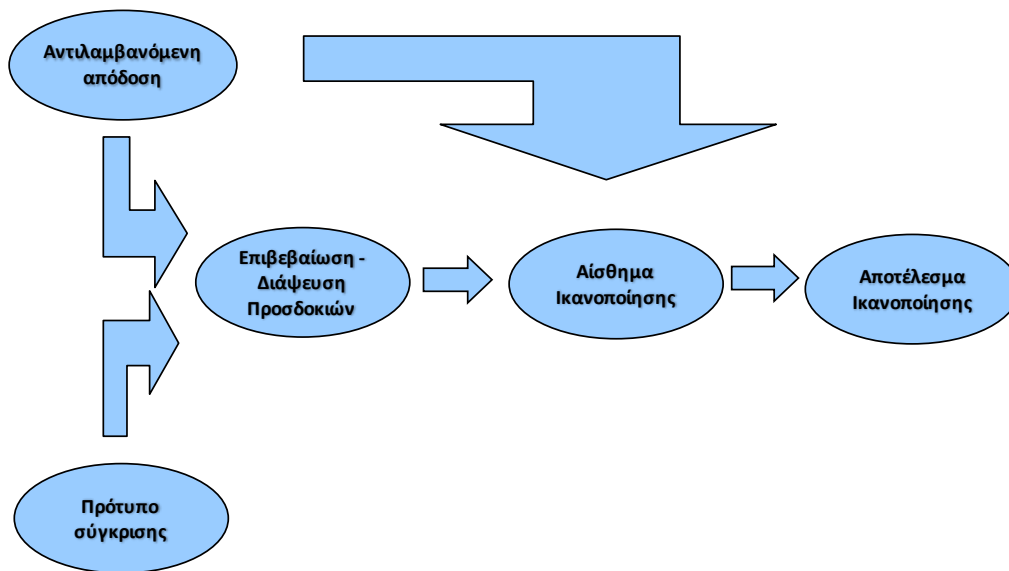 Αντιλαμβανόμενη
απόδοση
Επιβεβαίωση -
Διάψευση
Προσδοκιών
Αίσθημα
Ικανοποίησης
Αποτέλεσμα
Ικανοποίησης
Πρότυπο
σύγκρισης